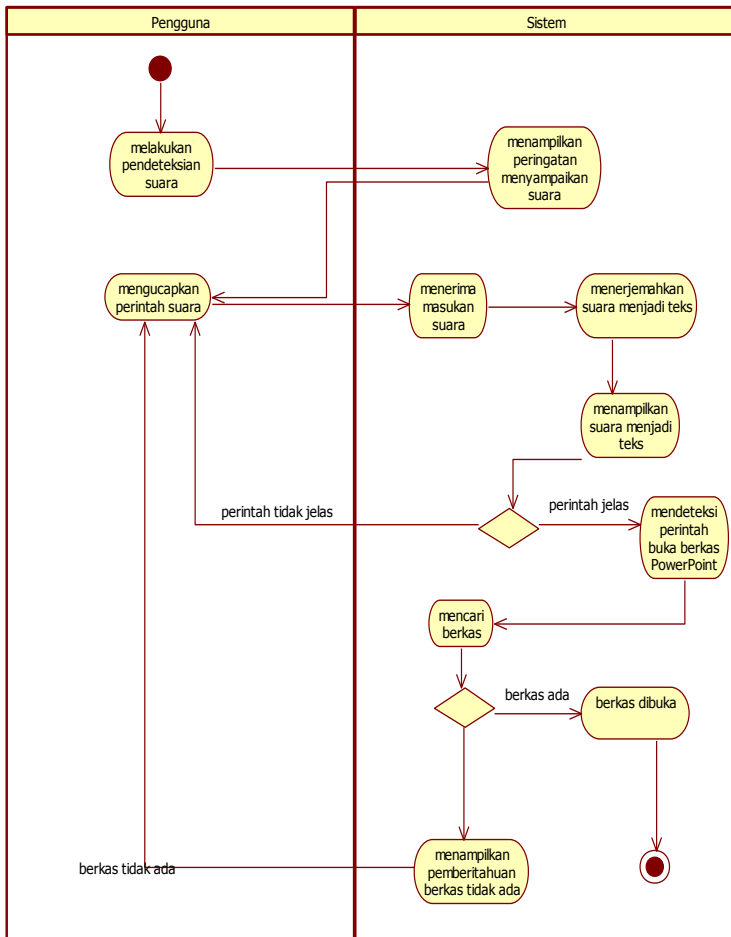 Pengguna
Sistem
melakukan
pendeteksian
suara
menampilkan
peringatan
menyampaikan
suara
mengucapkan
perintah suara
menerima
masukan
suara
menerjemahkan
suara menjadi teks
menampilkan
suara menjadi
teks
perintah tidak jelas
perintah jelas
mendeteksi
perintah
buka berkas
PowerPoint
mencari
berkas
berkas ada
berkas dibuka
berkas tidak ada
menampilkan
pemberitahuan
berkas tidak ada